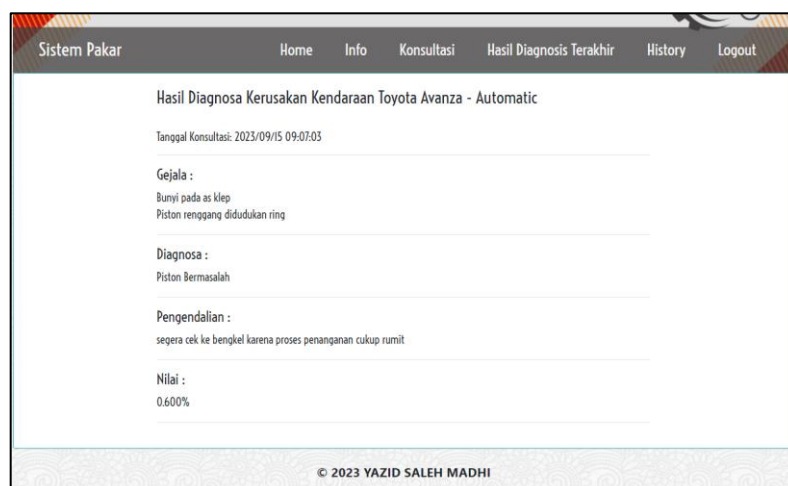 Sistem Pakar Home Info Konsultasi Hasil Diagnosis Terakhir History Logout
Hasil Diagnosa Kerusakan Kendaraan Toyota Avanza - Automatic
Tanggal Konsultasi: 2023/09/15 09:07:03
Gejala :
Bunyi pada as klep
Piston renggang didudukan ring
Diagnosa :
Piston Bermasalah
Pengendalian :
segera cek ke bengkel karena proses penanganan cukup rumit
Nilai :
0.600%
© 2023 YAZID SALEH MADHI